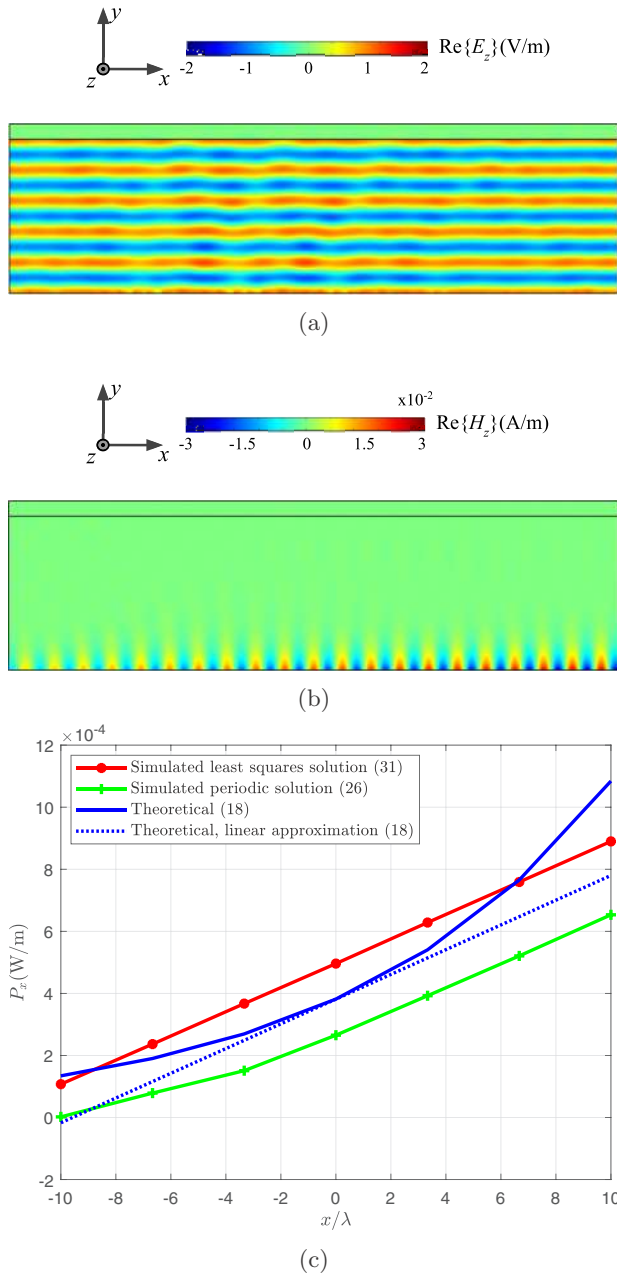 y
z x
Re{E_z}(V/m)
-2 -1 0 1 2
(a)
y
z x
x10^-2
Re{H_z}(A/m)
-3 -1.5 0 1.5 3
(b)
×10^-4
12
10
8
6
4
2
0
-2
P_x(W/m)
Simulated least squares solution (31)
Simulated periodic solution (26)
Theoretical (18)
Theoretical, linear approximation (18)
-10 -8 -6 -4 -2 0 2 4 6 8 10
x/λ
(c)